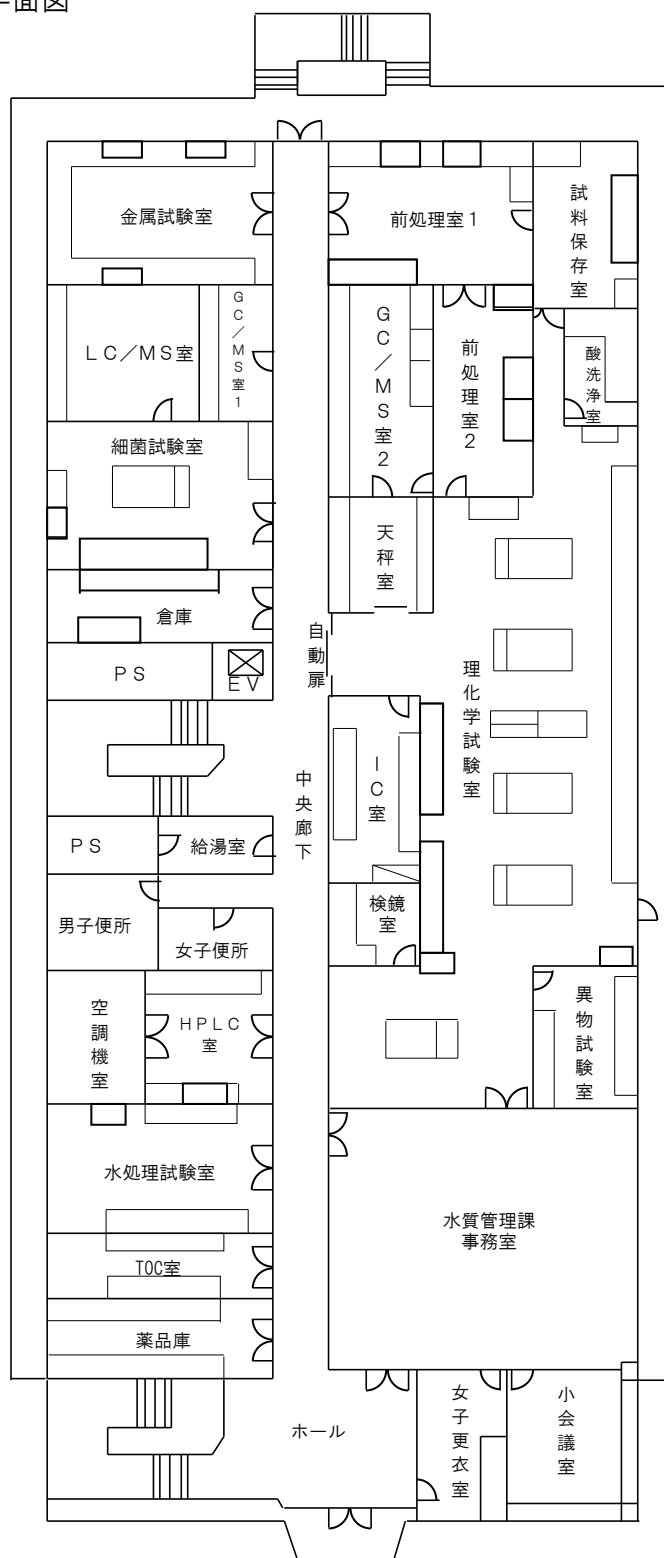 平面図
金属試験室
前処理室1
試料保存室
LC/MS室
GC/MS室1
GC/MS室2
前処理室2
酸洗浄室
細菌試験室
天秤室
倉庫
自動扉
PS
EV
理化学試験室
IC室
中央廊下
PS
給湯室
検鏡
室
男子便所
女子便所
空調機室
HPLC
室
異物試験室
水処理試験室
水質管理課
事務室
TOC室
薬品庫
ホール
女子更衣室
小会議室